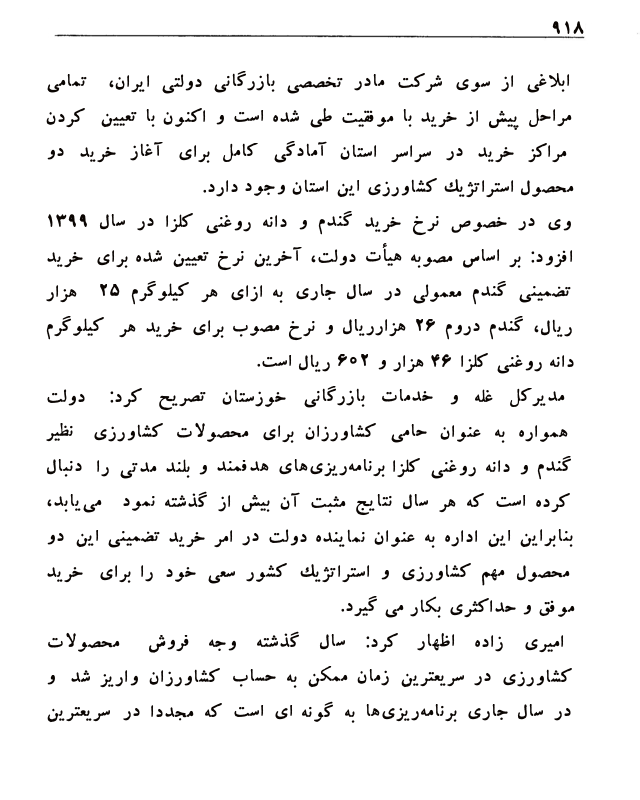 ۹۱۸
ابلاغی از سوی شرکت مادر تخصصی بازرگانی دولتی ایران، تمامی
مراحل پیش از خرید با موفقیت طی شده است و اکنون با تعیین کردن
مراکز خرید در سراسر استان آمادگی کامل برای آغاز خرید دو
محصول استراتژیك کشاورزی این استان وجود دارد.
وی در خصوص نرخ خرید گندم و دانه روغنی کلزا در سال ۱۳۹۹
افزود: بر اساس مصوبه هیأت دولت، آخرین نرخ تعیین شده برای خرید
تضمینی گندم معمولی در سال جاری به ازای هر کیلوگرم ۲۵ هزار
ریال، گندم دروم ۲۶ هزارریال و نرخ مصوب برای خرید هر کیلوگرم
دانه روغنی کلزا ۴۶ هزار و ۶۰۲ ریال است.
مدیرکل غله و خدمات بازرگانی خوزستان تصریح کرد: دولت
همواره به عنوان حامی کشاورزان برای محصولات کشاورزی نظیر
گندم و دانه روغنی کلزا برنامه‌ریزی‌های هدفمند و بلند مدتی را دنبال
کرده است که هر سال نتایج مثبت آن بیش از گذشته نمود می‌یابد،
بنابراین این اداره به عنوان نماینده دولت در امر خرید تضمینی این دو
محصول مهم کشاورزی و استراتژیك کشور سعی خود را برای خرید
موفق و حداکثری بکار می گیرد.
امیری زاده اظهار کرد: سال گذشته وجه فروش محصولات
کشاورزی در سریعترین زمان ممکن به حساب کشاورزان واریز شد و
در سال جاری برنامه‌ریزی‌ها به گونه ای است که مجددا در سریعترین